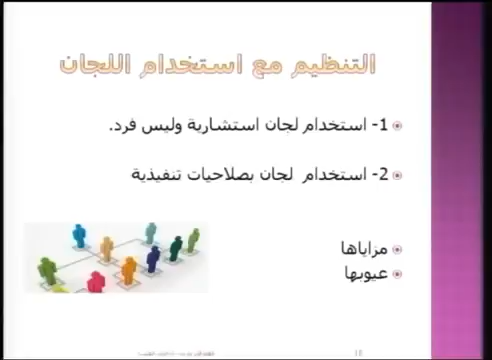 التنظيم مع استخدام اللجان
1- استخدام لجان استشارية وليس فرد.
2- استخدام لجان بصلاحيات تنفيذية
مزاياها
عيوبها